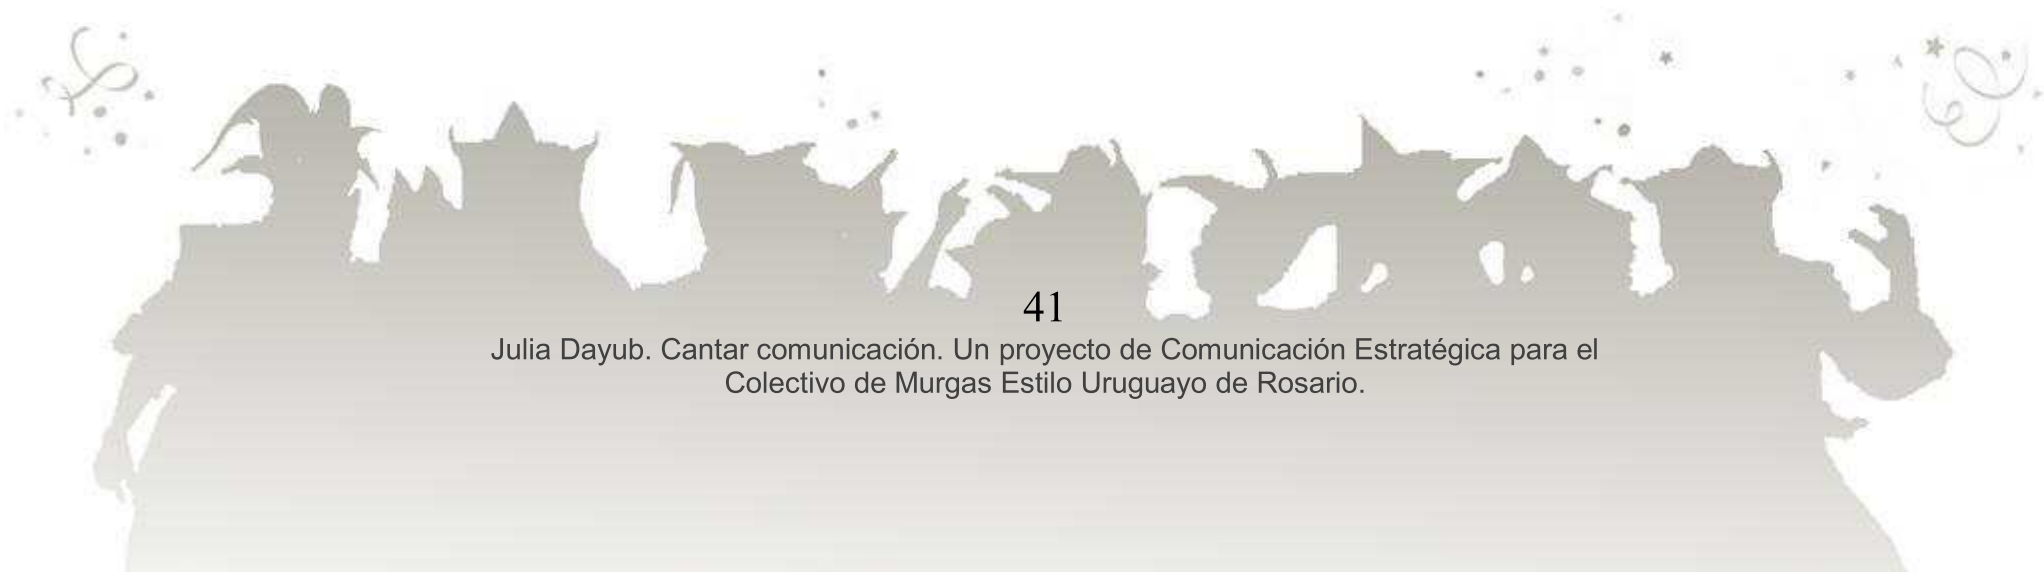 41
Julia Dayub. Cantar comunicación. Un proyecto de Comunicación Estratégica para el
Colectivo de Murgas Estilo Uruguayo de Rosario.